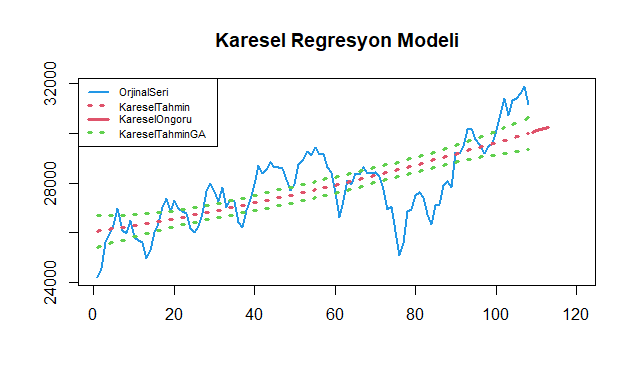 Karesel Regresyon Modeli
OrjinalSeri
KareselTahmin
KareselOngoru
KareselTahminGA
32000
28000
24000
0 20 40 60 80 100 120